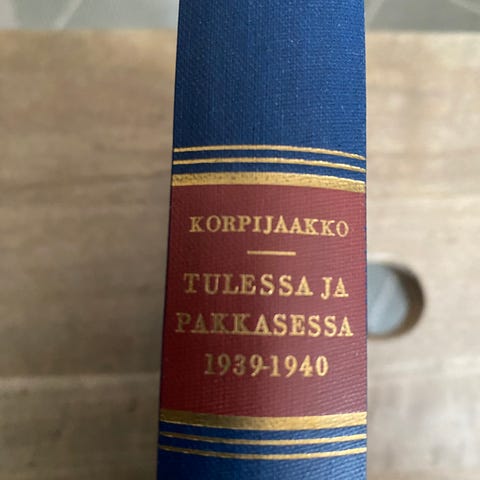 KORPIJAAKKO
TULESSA JA
PAKKASESSA
1939-1940